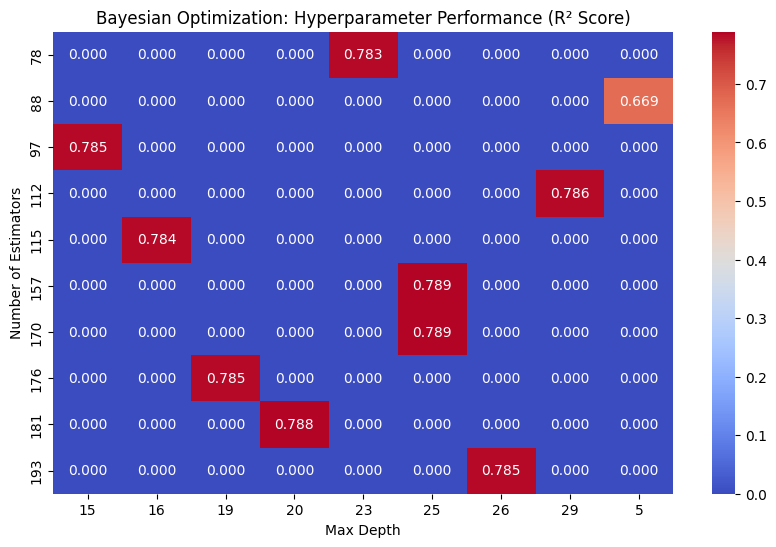 Bayesian Optimization: Hyperparameter Performance (R² Score)
78 0.000 0.000 0.000 0.000 0.783 0.000 0.000 0.000 0.000
88 0.000 0.000 0.000 0.000 0.000 0.000 0.000 0.000 0.669
97 0.785 0.000 0.000 0.000 0.000 0.000 0.000 0.000 0.000
112 0.000 0.000 0.000 0.000 0.000 0.000 0.000 0.786 0.000
115 0.000 0.784 0.000 0.000 0.000 0.000 0.000 0.000 0.000
157 0.000 0.000 0.000 0.000 0.000 0.789 0.000 0.000 0.000
170 0.000 0.000 0.000 0.000 0.000 0.789 0.000 0.000 0.000
176 0.000 0.000 0.785 0.000 0.000 0.000 0.000 0.000 0.000
181 0.000 0.000 0.000 0.788 0.000 0.000 0.000 0.000 0.000
193 0.000 0.000 0.000 0.000 0.000 0.000 0.785 0.000 0.000
15 16 19 20 23 25 26 29 5
Max Depth
Number of Estimators
0.7
0.6
0.5
0.4
0.3
0.2
0.1
0.0